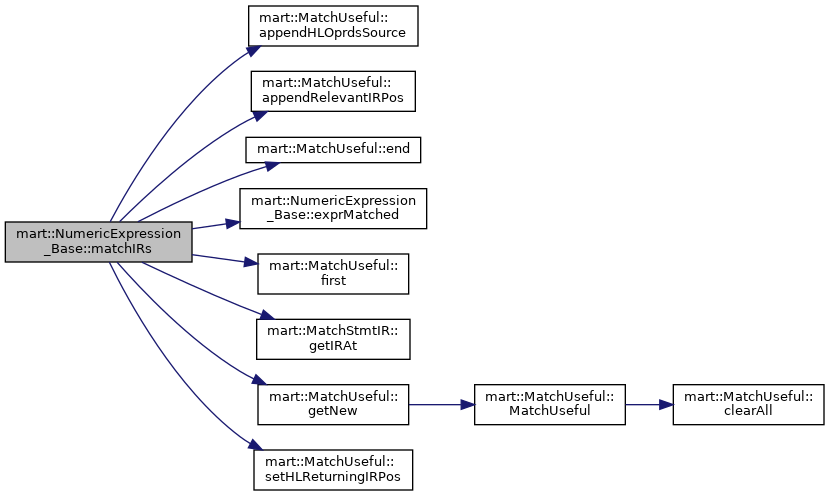 mart::MatchUseful::
appendHLOprdsSource
mart::MatchUseful::
appendRelevantIRPos
mart::MatchUseful::end
mart::NumericExpression
_Base::exprMatched
mart::NumericExpression
_Base::matchIRs
mart::MatchUseful::
first
mart::MatchStmtIR::
getIRAt
mart::MatchUseful::
getNew
mart::MatchUseful::
MatchUseful
mart::MatchUseful::
clearAll
mart::MatchUseful::
setHLReturningIRPos